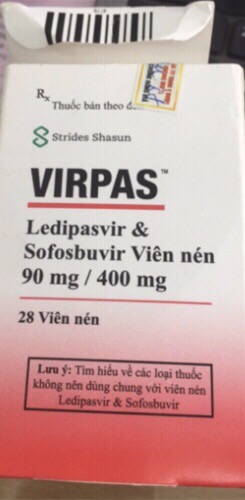 Rx Thuốc bán theo
Strides Shasun
VIRPAS™
Ledipasvir &
Sofosbuvir Viên nén
90 mg / 400 mg
28 Viên nén
Lưu ý: Tìm hiểu về các loại thuốc
không nên dùng chung với viên nén
Ledipasvir & Sofosbuvir